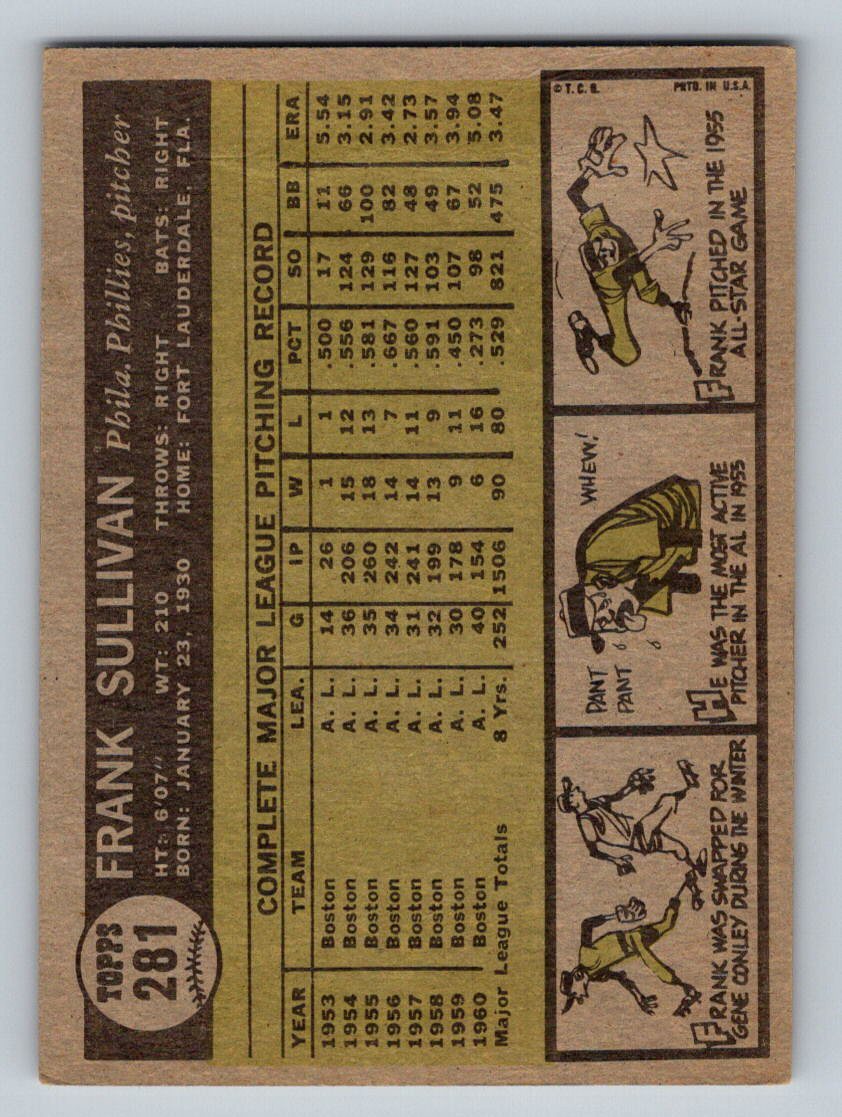 TOPPS
281
FRANK SULLIVAN Phila. Phillies, pitcher
HT: 6'07" WT: 210 THROWS: RIGHT BATS: RIGHT
BORN: JANUARY 23, 1930 HOME: FORT LAUDERDALE, FLA.
COMPLETE MAJOR LEAGUE PITCHING RECORD
YEAR TEAM LEA. G IP W L PCT SO BB ERA
1953 Boston A. L. 14 26 1 1 .500 17 11 5.54
1954 Boston A. L. 36 206 15 12 .556 124 66 3.15
1955 Boston A. L. 35 260 18 13 .581 129 100 2.91
1956 Boston A. L. 34 242 14 7 .667 116 82 3.42
1957 Boston A. L. 31 241 14 11 .560 127 48 2.73
1958 Boston A. L. 32 199 13 9 .591 103 49 3.57
1959 Boston A. L. 30 178 9 11 .450 107 67 3.94
1960 Boston A. L. 40 154 6 16 .273 98 52 5.08
Major League Totals 8 Yrs. 252 1506 90 80 .529 821 475 3.47
FRANK WAS SWAPPED FOR
GENE CONLEY DURING THE WINTER
PANT
PANT
WHEW!
HE WAS THE MOST ACTIVE
PITCHER IN THE AL IN 1955
© T. C. G. PRTD. IN U.S.A.
FRANK PITCHED IN THE 1955
ALL-STAR GAME